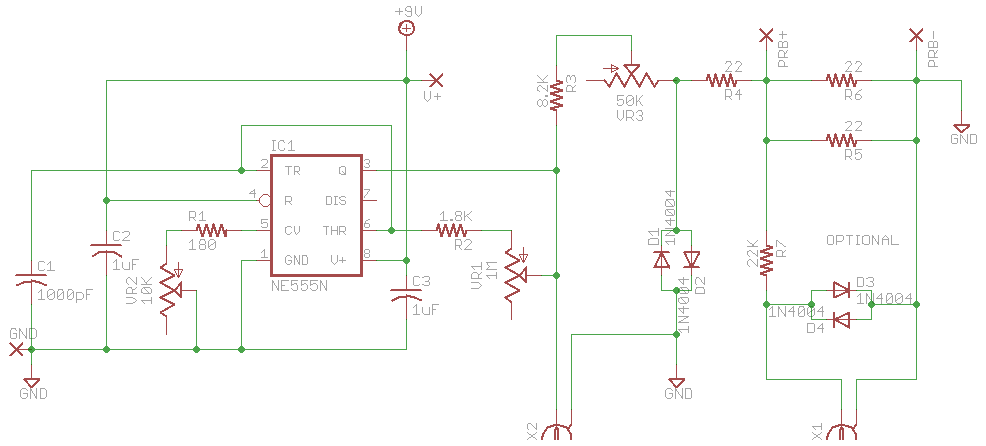 +9V
V+
PRB+
PRB-
8.2K
R3
50K
VR3
22
R4
22
R6
22
R5
GND
IC1
2 TR Q 3
4 R DIS 7
5 CV THR 6
1 GND V+ 8
NE555N
R1
180
1.8K
R2
C1
1000pF
C2
1uF
VR2
10K
C3
1uF
VR1
1M
D1
1N4004
1N4004
D2
22K
R7
OPTIONAL
D3
1N4004
1N4004
D4
GND
GND
GND
X2
X1